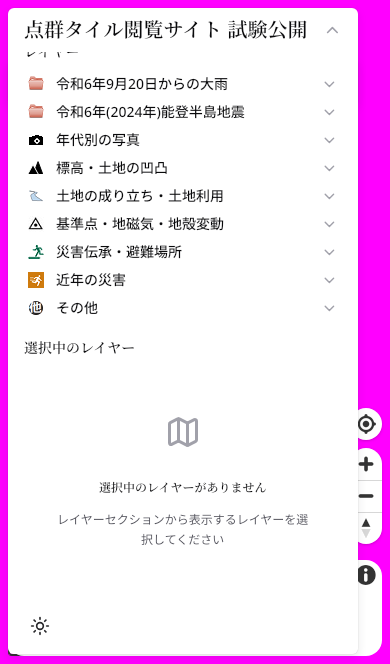 点群タイル閲覧サイト 試験公開
レイヤー
令和6年9月20日からの大雨
令和6年(2024年)能登半島地震
年代別の写真
標高・土地の凹凸
土地の成り立ち・土地利用
基準点・地磁気・地殻変動
災害伝承・避難場所
近年の災害
その他
選択中のレイヤー
選択中のレイヤーがありません
レイヤーセクションから表示するレイヤーを選
択してください